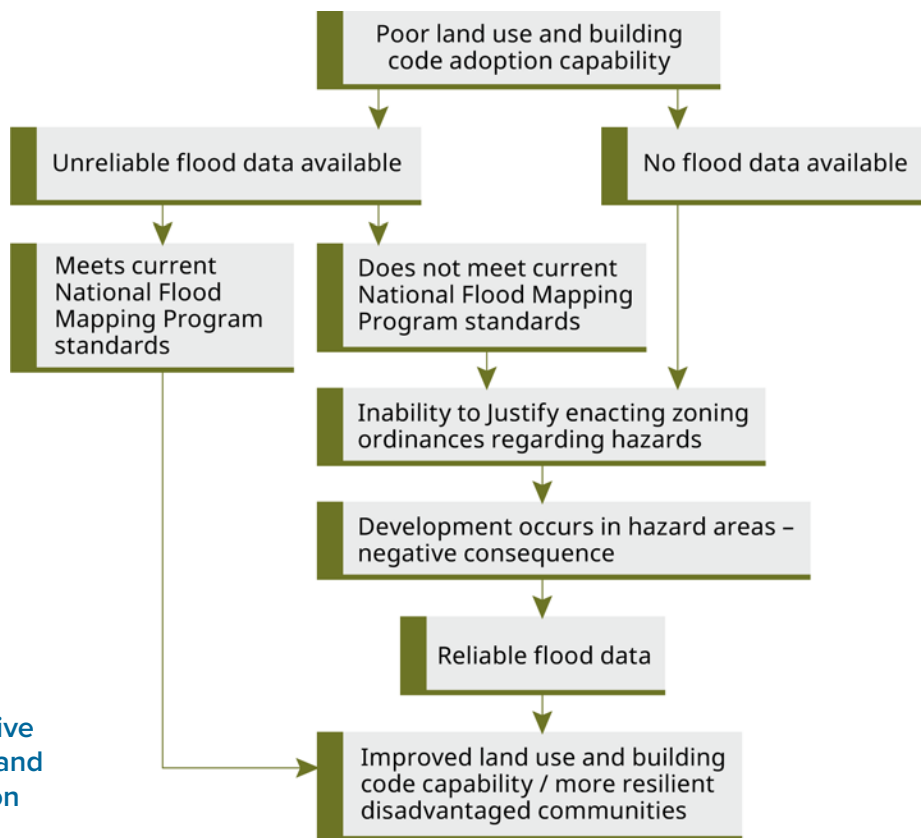 Poor land use and building
code adoption capability
Unreliable flood data available
No flood data available
Meets current
National Flood
Mapping Program
standards
Does not meet current
National Flood Mapping
Program standards
Inability to Justify enacting zoning
ordinances regarding hazards
Development occurs in hazard areas –
negative consequence
Reliable flood data
Improved land use and building
code capability / more resilient
disadvantaged communities
ive
and
on